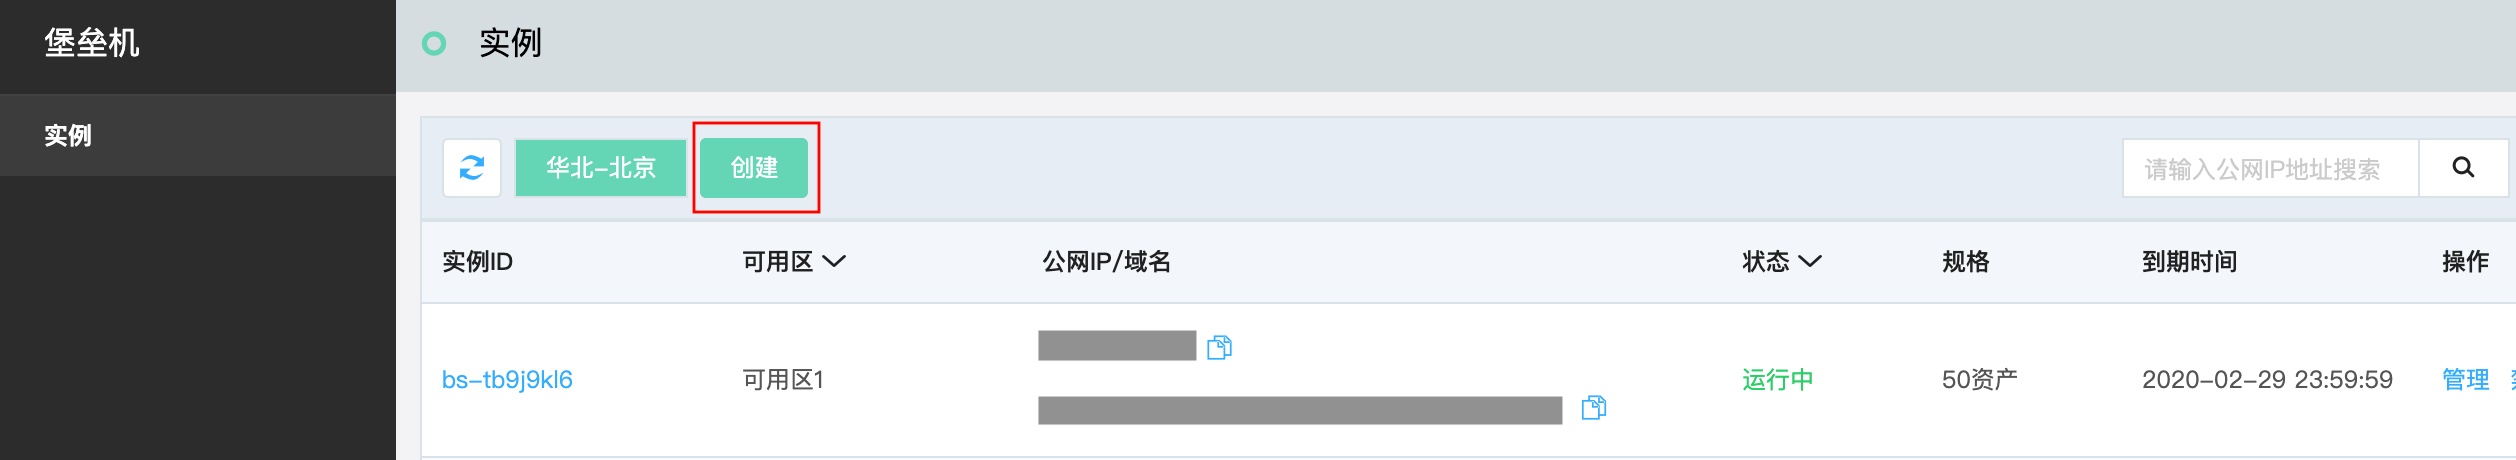 堡垒机
实例
实例
华北-北京
创建
请输入公网IP地址搜索
实例ID 可用区 公网IP/域名 状态 规格 到期时间 操作
bs-tb9j9kl6 可用区1 运行中 50资产 2020-02-29 23:59:59 管理